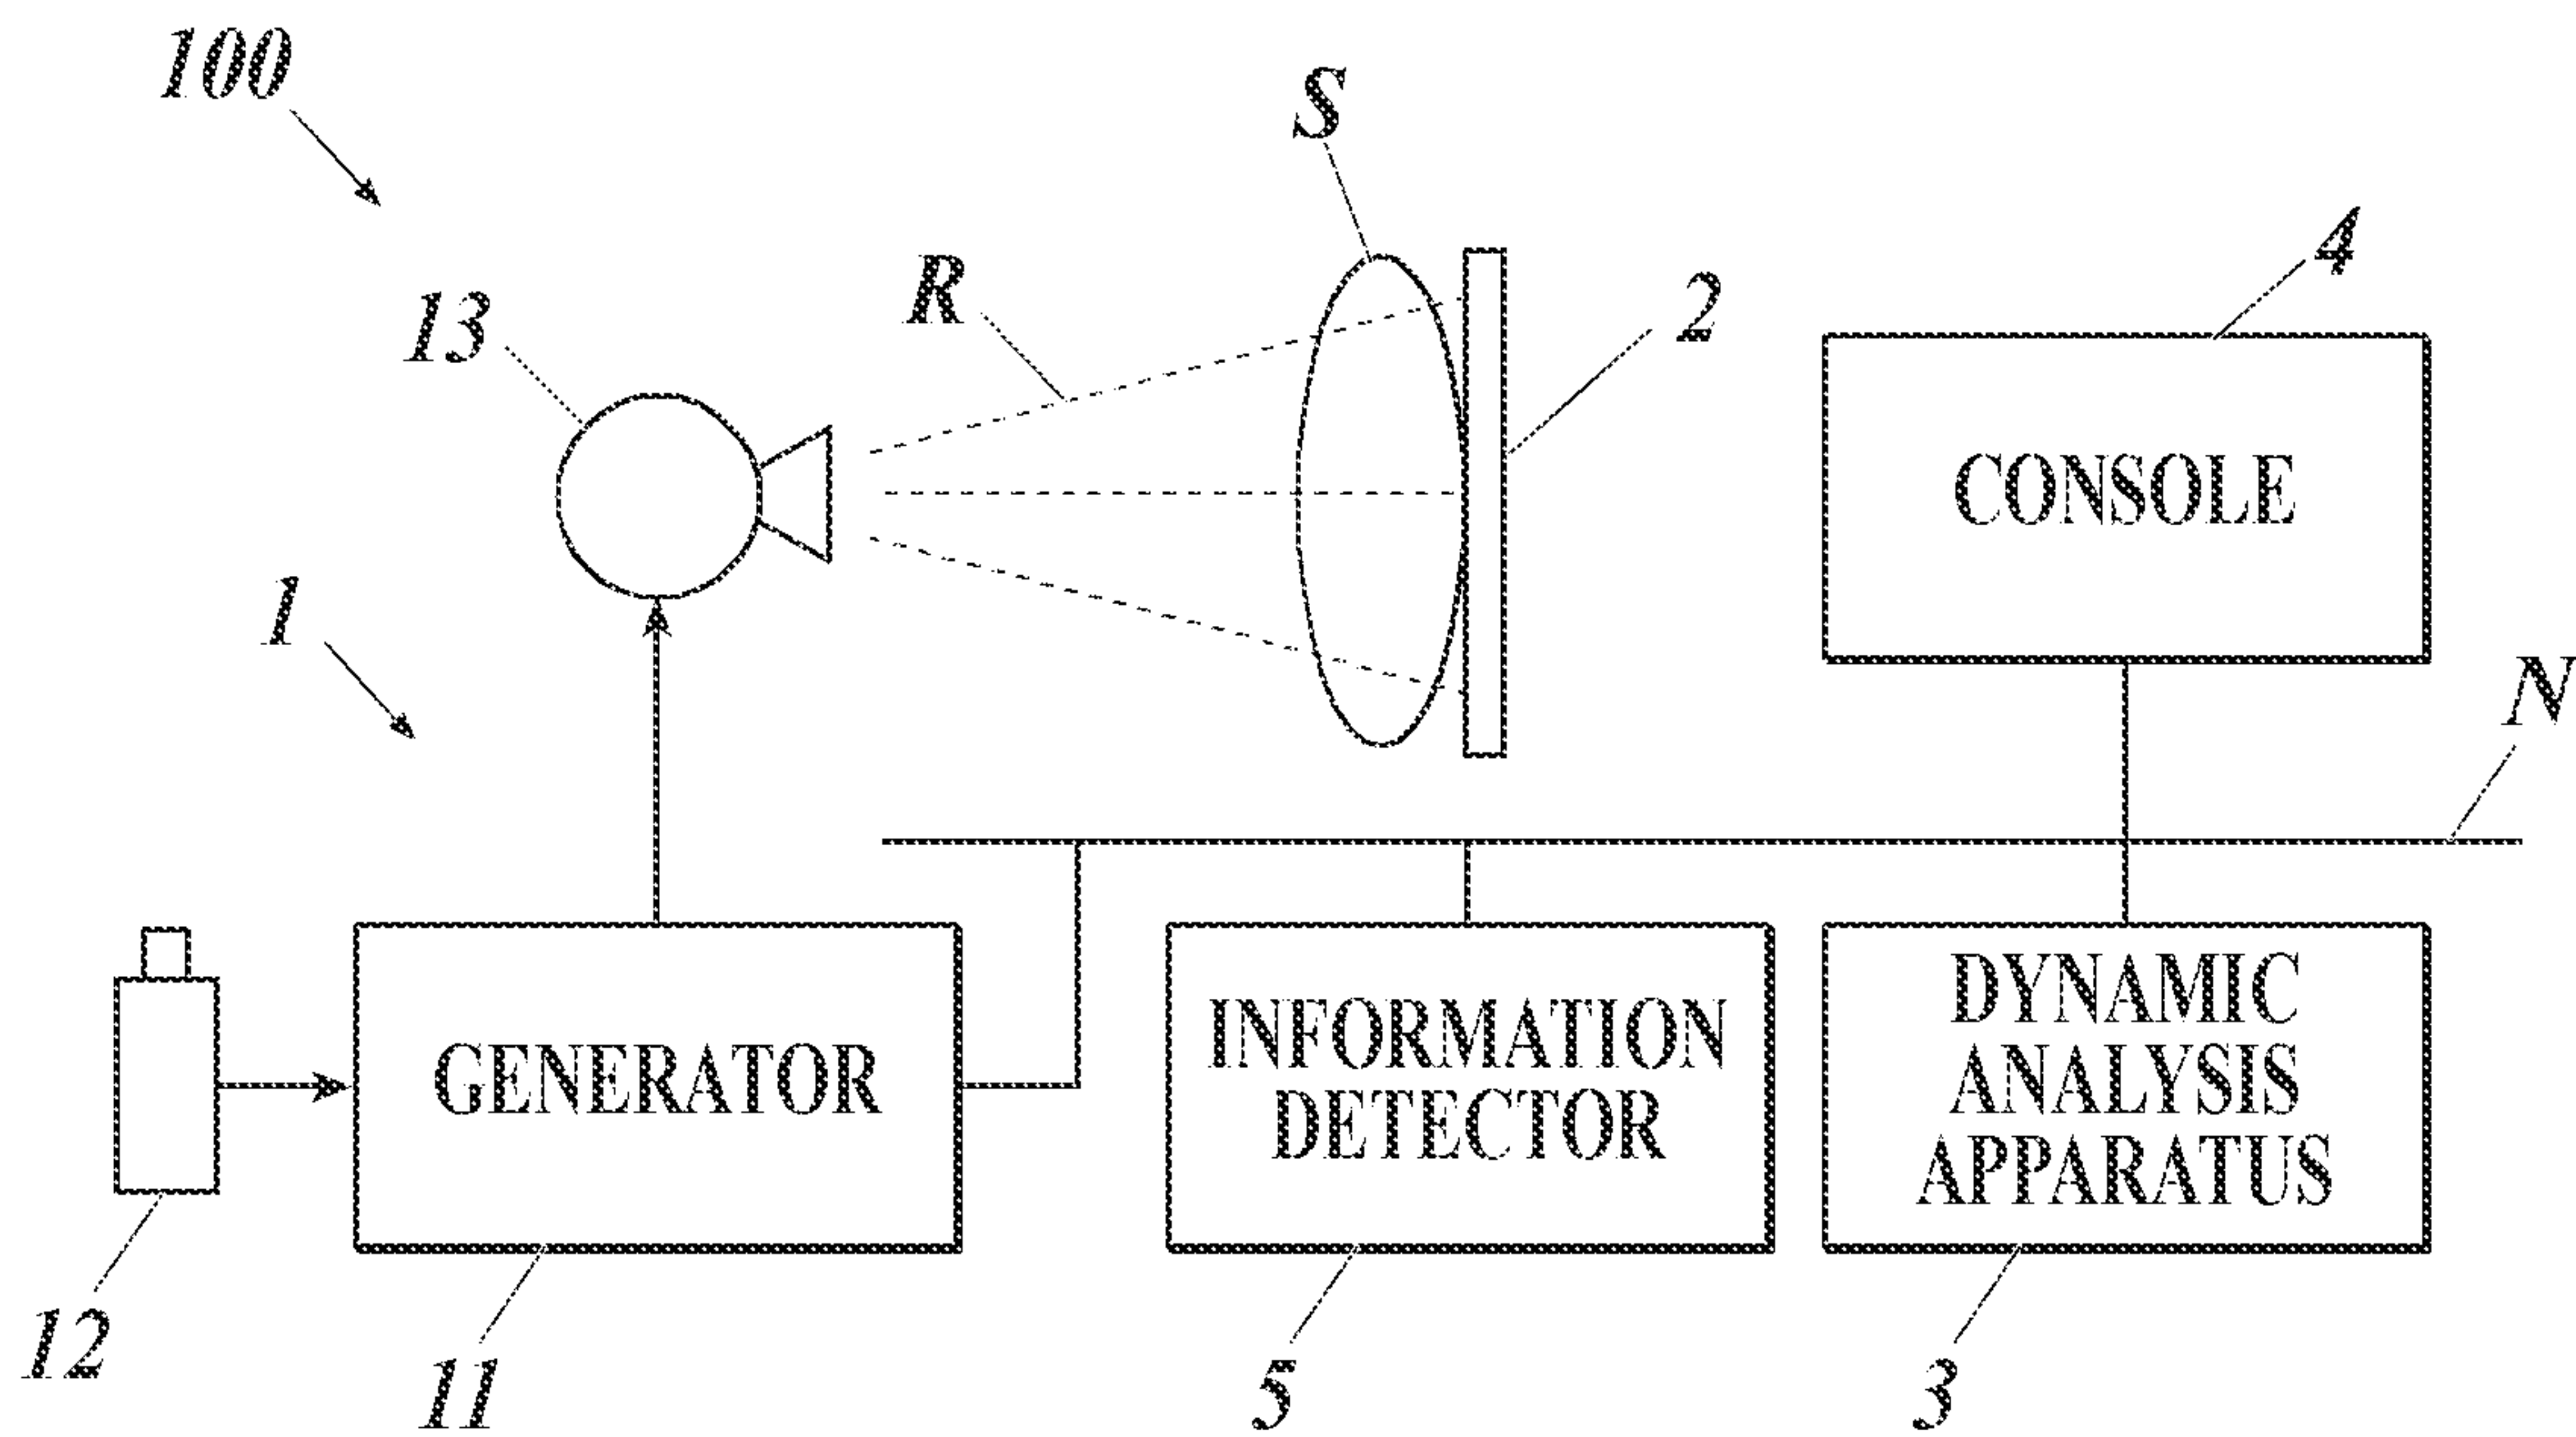 100
S
4
R
13
2
CONSOLE
1
N
GENERATOR
INFORMATION
DETECTOR
DYNAMIC
ANALYSIS
APPARATUS
12
11
5
3